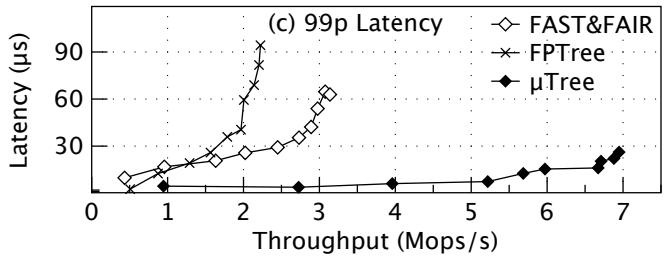 (c) 99p Latency
FAST&FAIR
FPTree
μTree
Latency (μs)
90
60
30
0 1 2 3 4 5 6 7
Throughput (Mops/s)